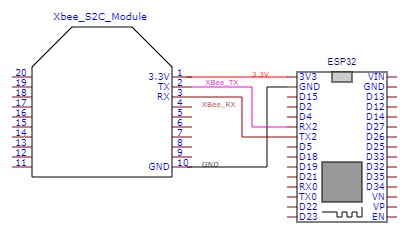 Xbee_S2C_Module
20
19
18
17
16
15
14
13
12
11
3.3V 1
TX 2
RX 3
4
5
6
7
8
9
GND 10
3.3V
XBee_TX
XBee_RX
GND
ESP32
3V3 VIN
GND GND
D15 D13
D2 D12
D4 D14
RX2 D27
TX2 D26
D5 D25
D18 D33
D19 D32
D21 D35
RX0 D34
TX0 VN
D22 VP
D23 EN